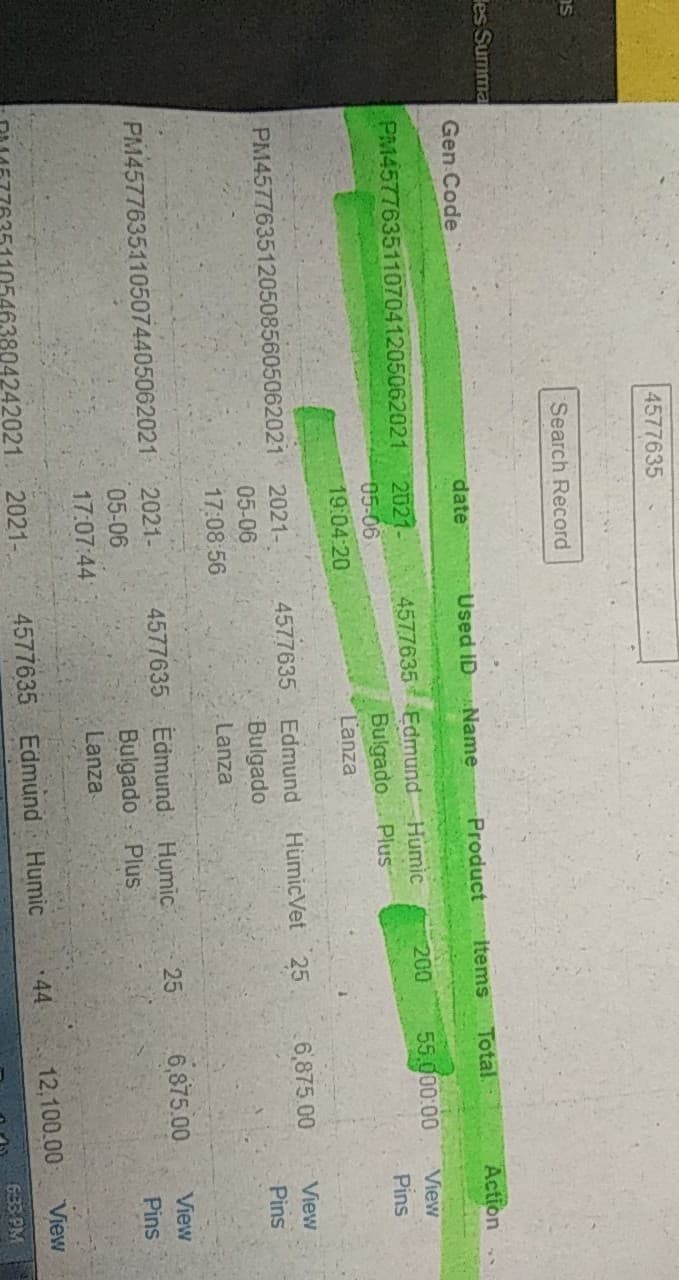 4577635
Search Record
les Summa
Gen Code date Used ID Name Product Items Total Action
PM45776351107041205062021 2021- 4577635 Edmund Humic 200 55,000.00 View
05-06 Bulgado Plus Pins
19:04:20 Lanza
PM45776351205085605062021 2021- 4577635 Edmund HumicVet 25 6,875.00 View
05-06 Bulgado Pins
17:08:56 Lanza
PM45776351105074405062021 2021- 4577635 Edmund Humic 25 6,875.00 View
05-06 Bulgado Plus Pins
17:07:44 Lanza
PM45776351105463804242021 2021- 4577635 Edmund Humic 44 12,100.00 View
6:33 PM